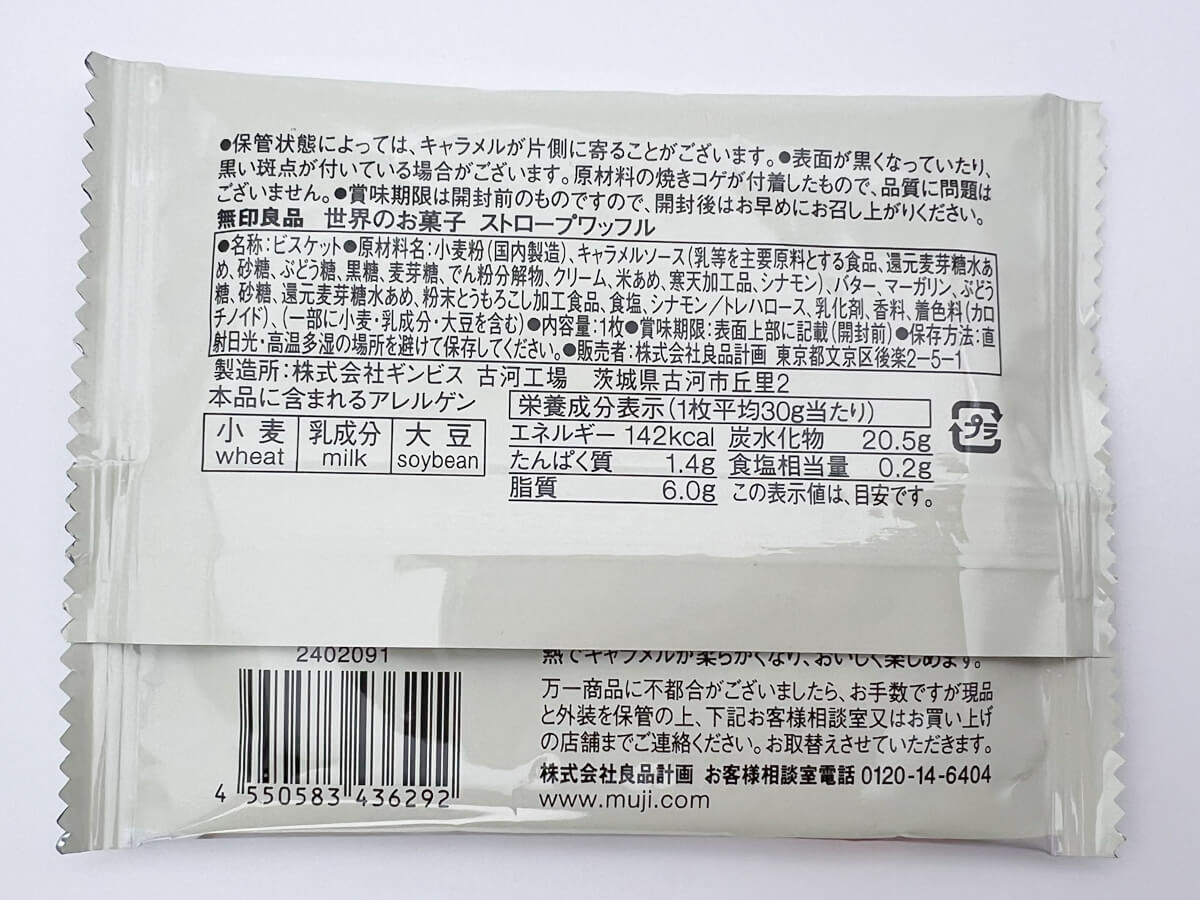 ●保管状態によっては、キャラメルが片側に寄ることがございます。●表面が黒くなっていたり、
黒い斑点が付いている場合がございます。原材料の焼きコゲが付着したもので、品質に問題は
ございません。●賞味期限は開封前のものですので、開封後はお早めにお召し上がりください。
無印良品 世界のお菓子 ストロープワッフル
●名称:ビスケット●原材料名:小麦粉(国内製造)、キャラメルソース(乳等を主要原料とする食品、還元麦芽糖水あ
め、砂糖、ぶどう糖、黒糖、麦芽糖、でん粉分解物、クリーム、米あめ、寒天加工品、シナモン)、バター、マーガリン、ぶどう
糖、砂糖、還元麦芽糖水あめ、粉末とうもろこし加工食品、食塩、シナモン/トレハロース、乳化剤、香料、着色料(カロ
チノイド)、(一部に小麦・乳成分・大豆を含む)●内容量:1枚●賞味期限:表面上部に記載(開封前)●保存方法:直
射日光・高温多湿の場所を避けて保存してください。●販売者:株式会社良品計画 東京都文京区後楽2-5-1
製造所:株式会社ギンビス 古河工場 茨城県古河市丘里2
本品に含まれるアレルゲン
小麦 乳成分 大豆
wheat milk soybean
栄養成分表示(1枚平均30g当たり)
エネルギー 142kcal 炭水化物 20.5g
たんぱく質 1.4g 食塩相当量 0.2g
脂質 6.0g この表示値は、目安です。
プラ
2402091
4 550583 436292
熱でキャラメルが柔らかくなり、おいしく楽しめます。
万一商品に不都合がございましたら、お手数ですが現品
と外装を保管の上、下記お客様相談室又はお買い上げ
の店舗までご連絡ください。お取替えさせていただきます。
株式会社良品計画 お客様相談室電話 0120-14-6404
www.muji.com